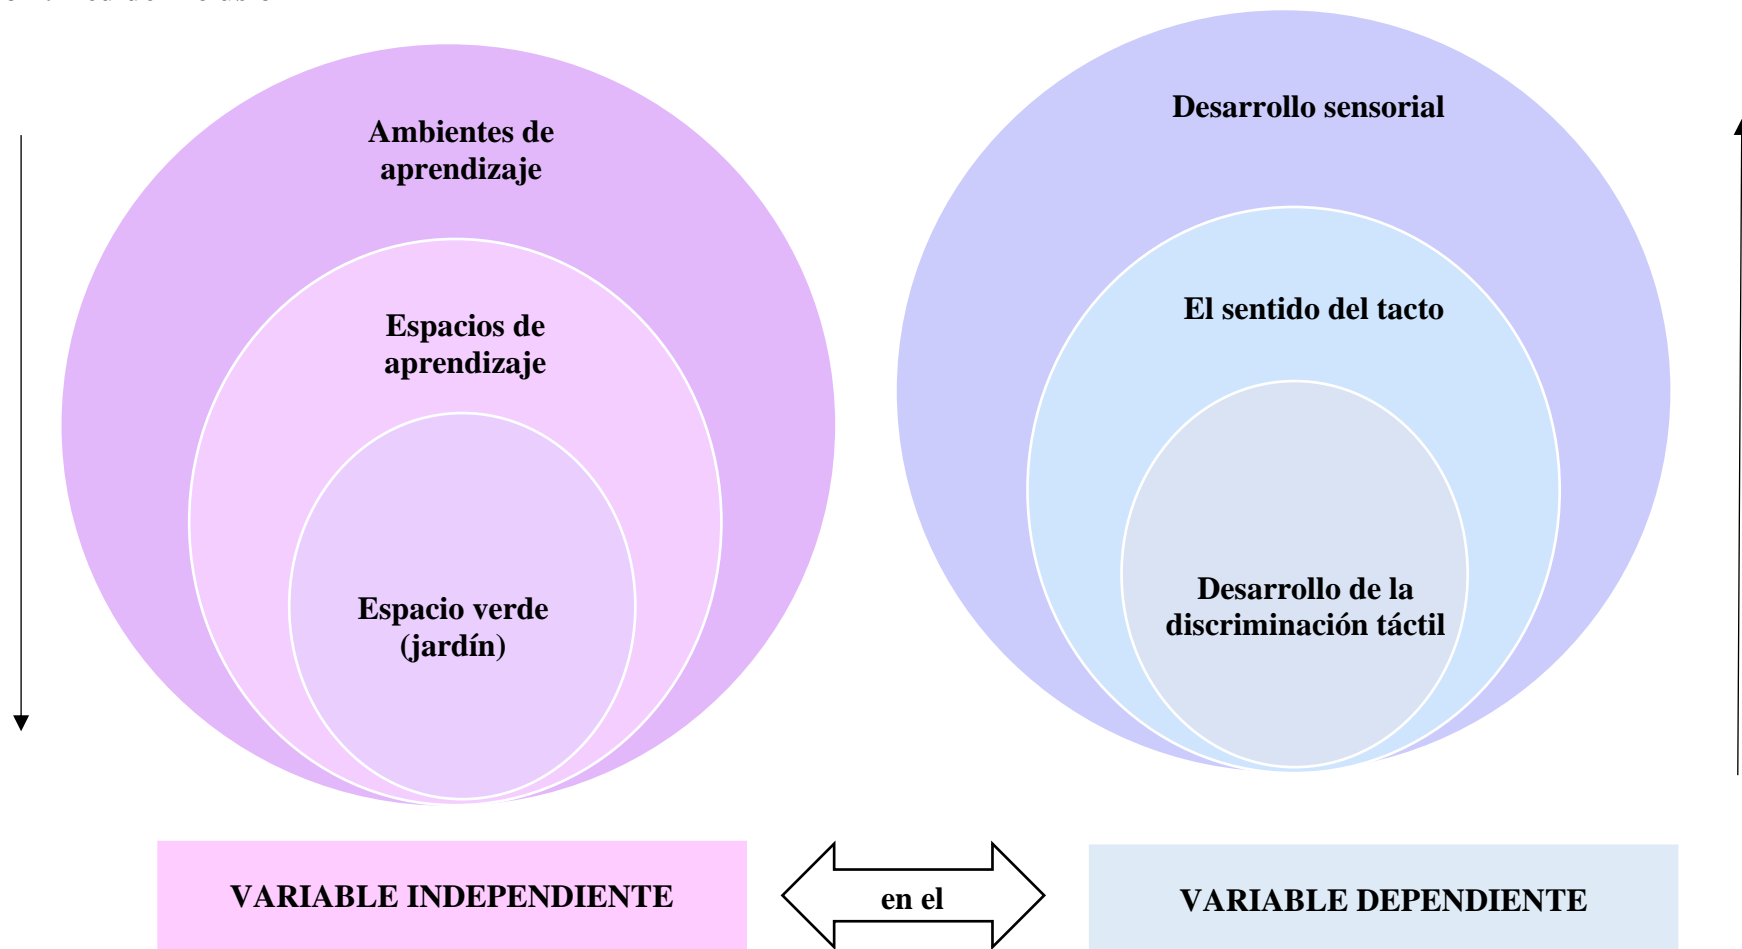 Ambientes de
aprendizaje
Espacios de
aprendizaje
Espacio verde
(jardín)
Desarrollo sensorial
El sentido del tacto
Desarrollo de la
discriminación táctil
VARIABLE INDEPENDIENTE
en el
VARIABLE DEPENDIENTE